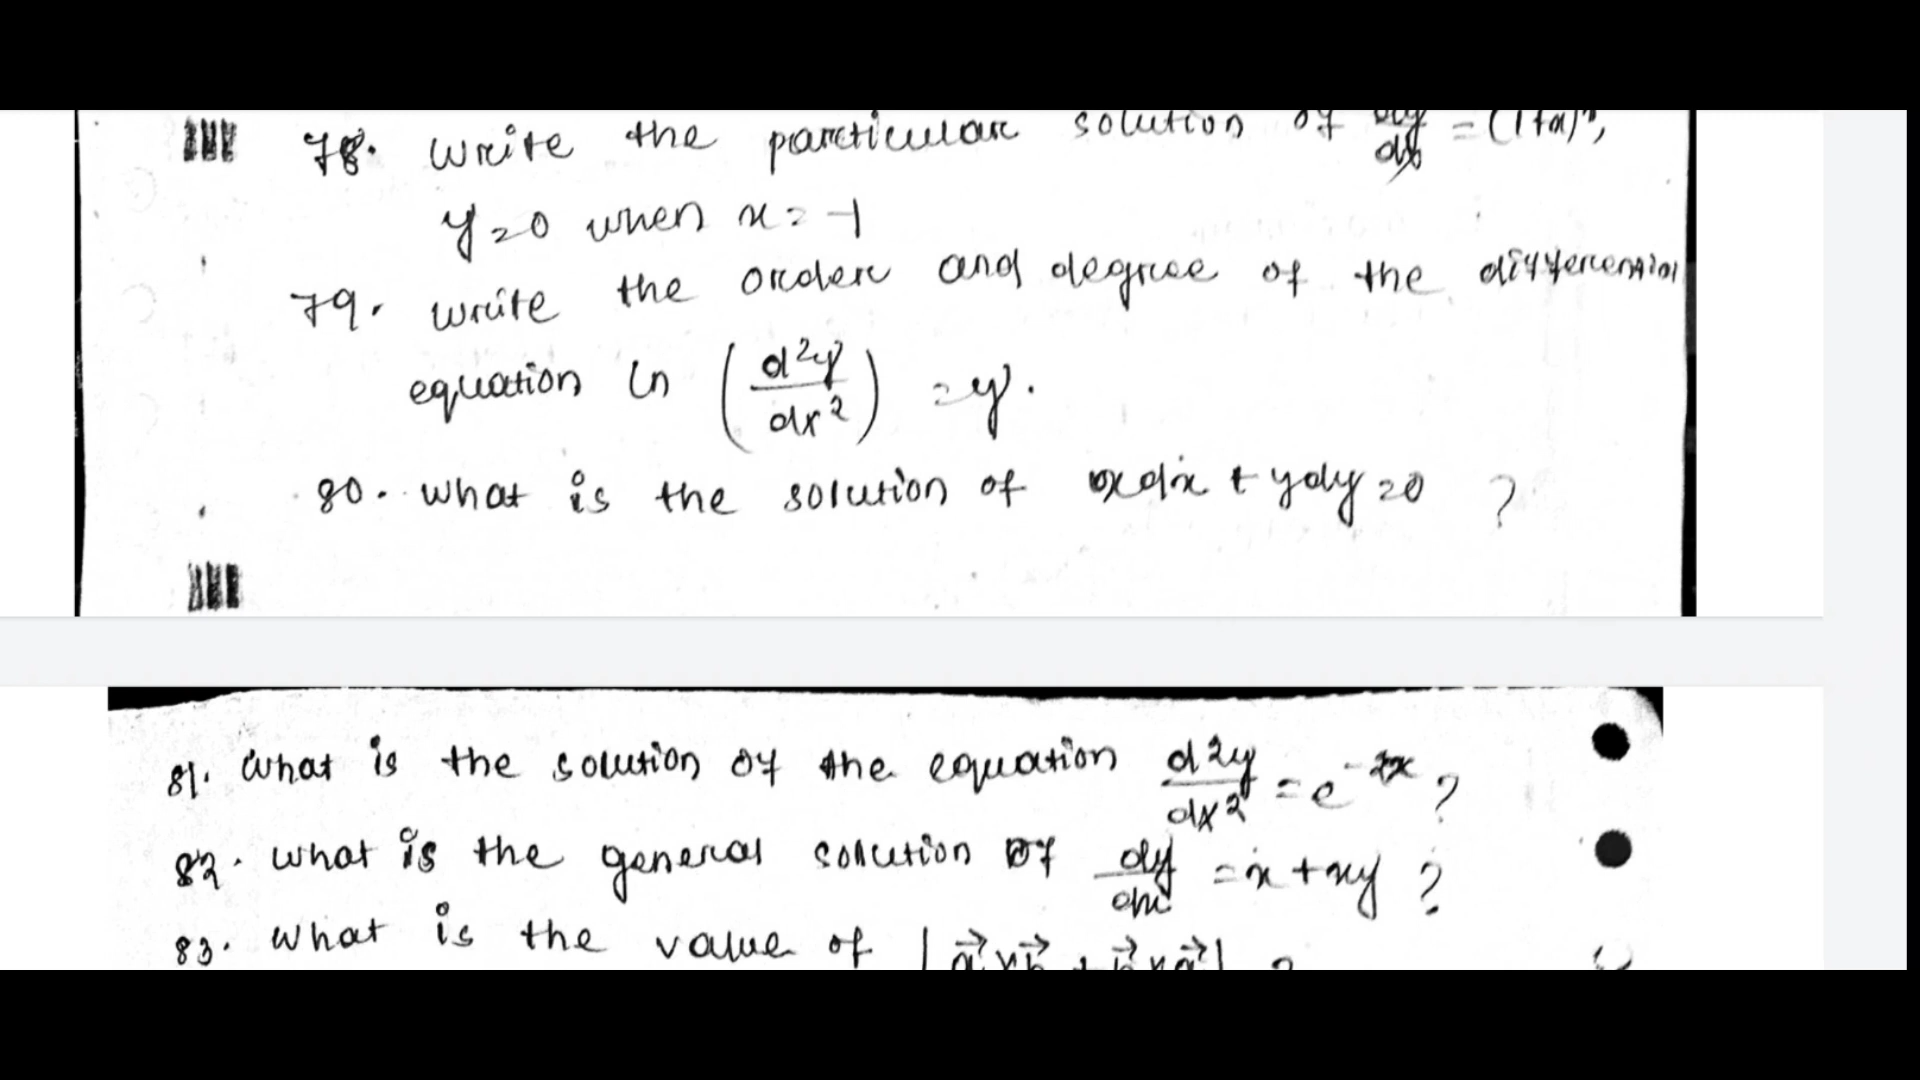 78. Write the particular solution of dy/dx = (1+x)
y=0 when x=-1
79. write the order and degree of the differential
equation ln (d²y/dx²) =y.
80. what is the solution of xdx + ydy=0 ?
81. What is the solution of the equation d²y/dx² = e^-2x ?
82. What is the general solution of dy/dx = x+xy ?
83. What is the value of |a⃗×b⃗ + b⃗×a⃗| ?